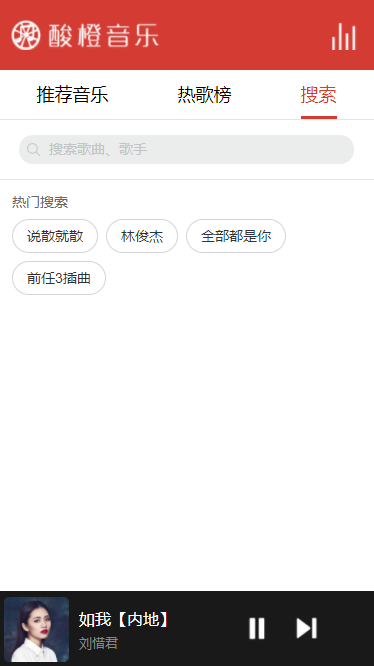 酸橙音乐
推荐音乐 热歌榜 搜索
搜索歌曲、歌手
热门搜索
说散就散 林俊杰 全部都是你
前任3插曲
如我【内地】
刘惜君